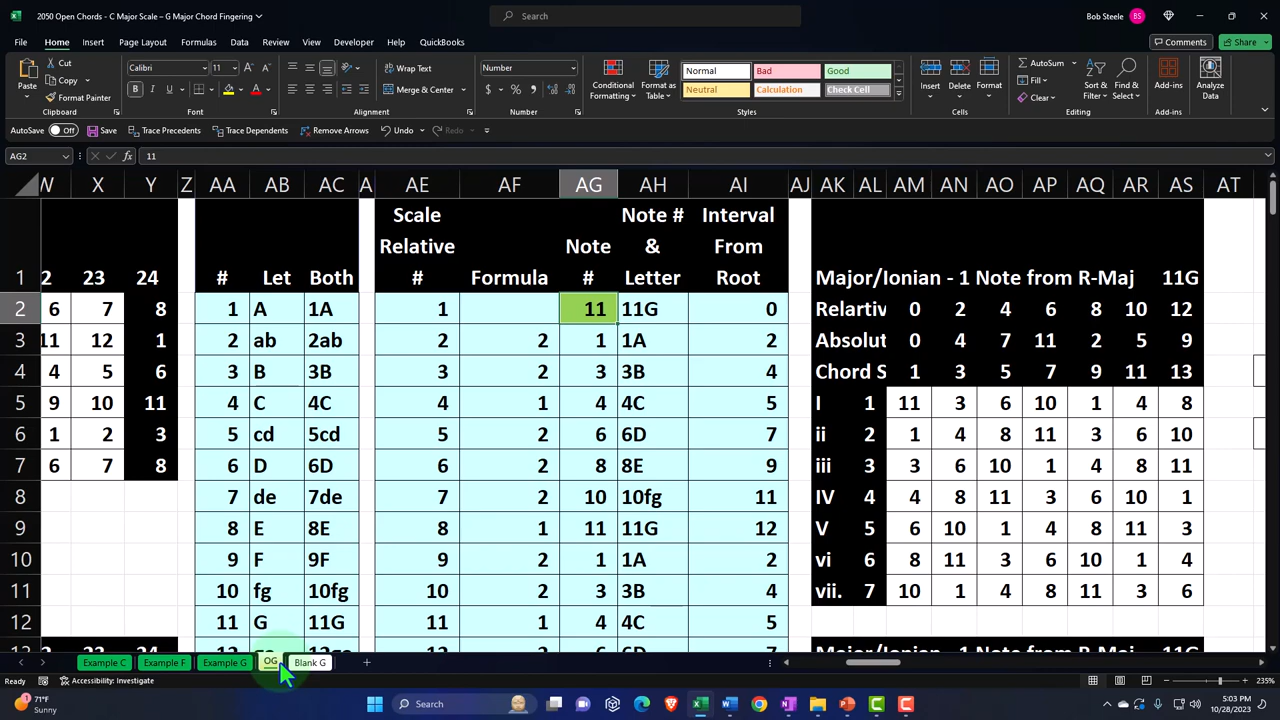 2050 Open Chords - C Major Scale – G Major Chord Fingering
Search
Bob Steele BS
File Home Insert Page Layout Formulas Data Review View Developer Automate Help QuickBooks
Comments Share
Cut
Copy
Paste
Format Painter
Clipboard
Calibri 11
B I U
Font
Wrap Text
Merge & Center
Alignment
Number
$ % ,
Number
Conditional Formatting Format as Table
Normal Bad Good
Neutral Calculation Check Cell
Styles
Insert Delete Format
Cells
AutoSum
Fill
Clear
Sort & Filter Find & Select
Editing
Add-ins
Add-ins
Analyze Data
AutoSave Off Save Trace Precedents Trace Dependents Remove Arrows Undo Redo
AG2 fx 11
W X Y Z AA AB AC A AE AF AG AH AI AJ AK AL AM AN AO AP AQ AR AS AT
1 2 23 24 # Let Both Scale Relative # Formula Note # Note # & Letter Interval From Root Major/Ionian - 1 Note from R-Maj 11G
2 6 7 8 1 A 1A 1 11 11G 0 Relartiv 0 2 4 6 8 10 12
3 11 12 1 2 ab 2ab 2 2 1 1A 2 Absolut 0 4 7 11 2 5 9
4 4 5 6 3 B 3B 3 2 3 3B 4 Chord S 1 3 5 7 9 11 13
5 9 10 11 4 C 4C 4 1 4 4C 5 I 1 11 3 6 10 1 4 8
6 1 2 3 5 cd 5cd 5 2 6 6D 7 ii 2 1 4 8 11 3 6 10
7 6 7 8 6 D 6D 6 2 8 8E 9 iii 3 3 6 10 1 4 8 11
8 7 de 7de 7 2 10 10fg 11 IV 4 4 8 11 3 6 10 1
9 8 E 8E 8 1 11 11G 12 V 5 6 10 1 4 8 11 3
10 9 F 9F 9 2 1 1A 2 vi 6 8 11 3 6 10 1 4
11 10 fg 10fg 10 2 3 3B 4 vii. 7 10 1 4 8 11 3 6
12 11 G 11G 11 1 4 4C 5
Major/Ionian - 1 Note from R-Maj 11G
Example C Example F Example G OG Blank G
Ready Accessibility: Investigate 235%
71°F
Sunny
Search
5:03 PM
10/28/2023